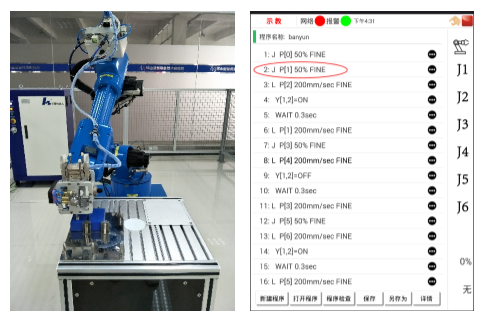 示教
网络 报警 下午4:31
程序名称: banyun
1: J P[0] 50% FINE
2: J P[1] 50% FINE
3: L P[2] 200mm/sec FINE
4: Y[1,2]=ON
5: WAIT 0.3sec
6: L P[1] 200mm/sec FINE
7: J P[3] 50% FINE
8: L P[4] 200mm/sec FINE
9: Y[1,2]=OFF
10: WAIT 0.3sec
11: L P[3] 200mm/sec FINE
12: J P[5] 50% FINE
13: L P[6] 200mm/sec FINE
14: Y[1,2]=ON
15: WAIT 0.3sec
16: L P[5] 200mm/sec FINE
J1
J2
J3
J4
J5
J6
0%
无
新建程序 打开程序 程序检查 保存 另存为 详情